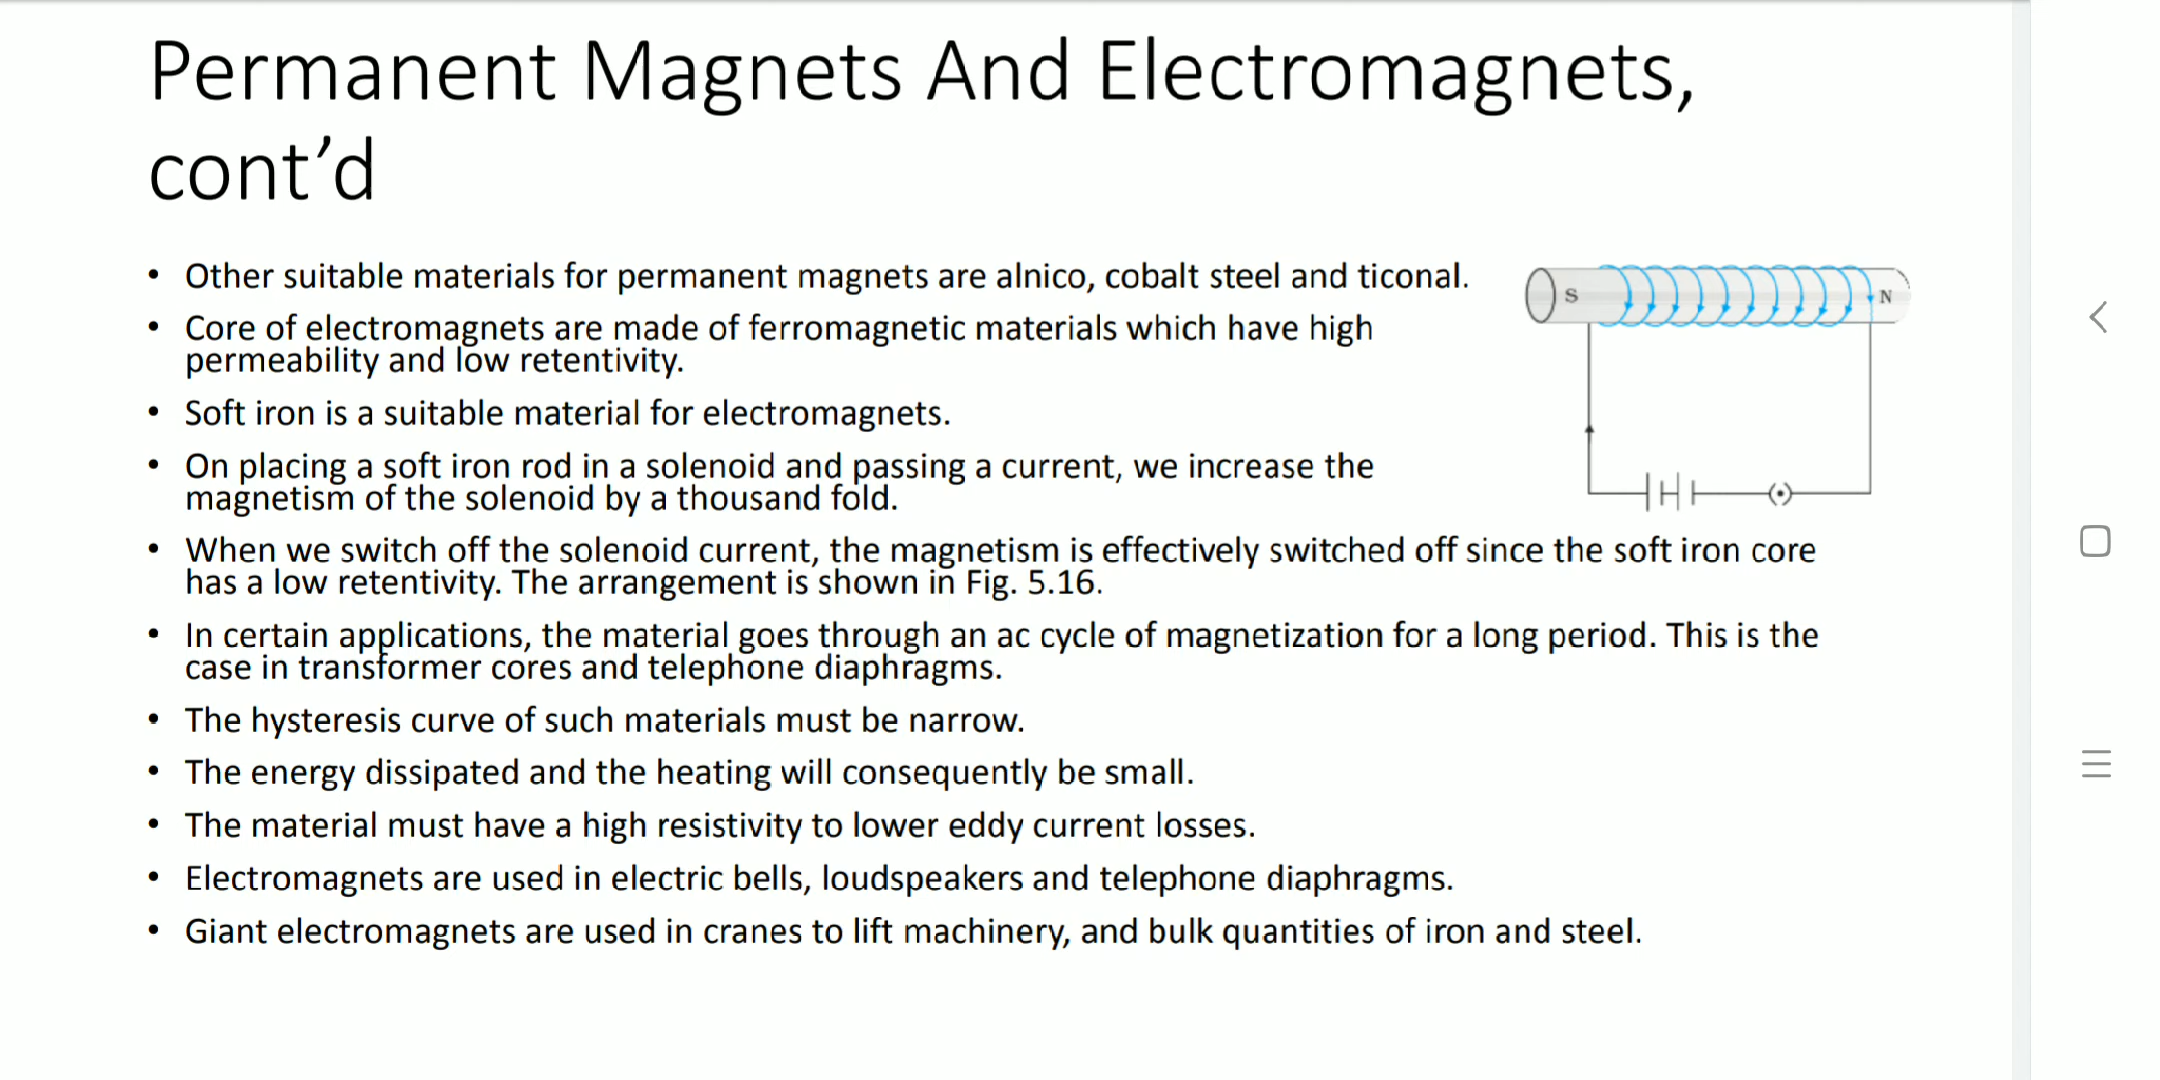 Permanent Magnets And Electromagnets,
cont’d
• Other suitable materials for permanent magnets are alnico, cobalt steel and ticonal.
• Core of electromagnets are made of ferromagnetic materials which have high
permeability and low retentivity.
• Soft iron is a suitable material for electromagnets.
• On placing a soft iron rod in a solenoid and passing a current, we increase the
magnetism of the solenoid by a thousand fold.
S
N
• When we switch off the solenoid current, the magnetism is effectively switched off since the soft iron core
has a low retentivity. The arrangement is shown in Fig. 5.16.
• In certain applications, the material goes through an ac cycle of magnetization for a long period. This is the
case in transformer cores and telephone diaphragms.
• The hysteresis curve of such materials must be narrow.
• The energy dissipated and the heating will consequently be small.
• The material must have a high resistivity to lower eddy current losses.
• Electromagnets are used in electric bells, loudspeakers and telephone diaphragms.
• Giant electromagnets are used in cranes to lift machinery, and bulk quantities of iron and steel.